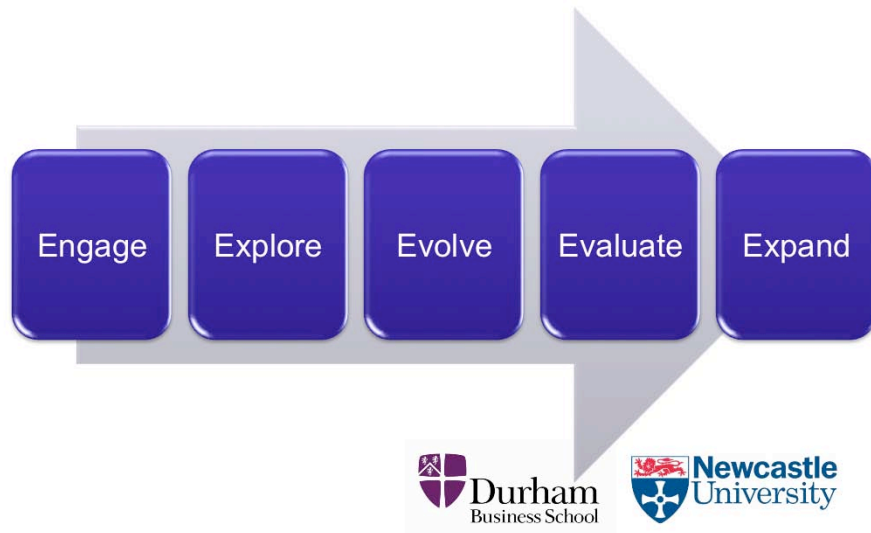 Engage
Explore
Evolve
Evaluate
Expand
Durham
Business School
Newcastle
University